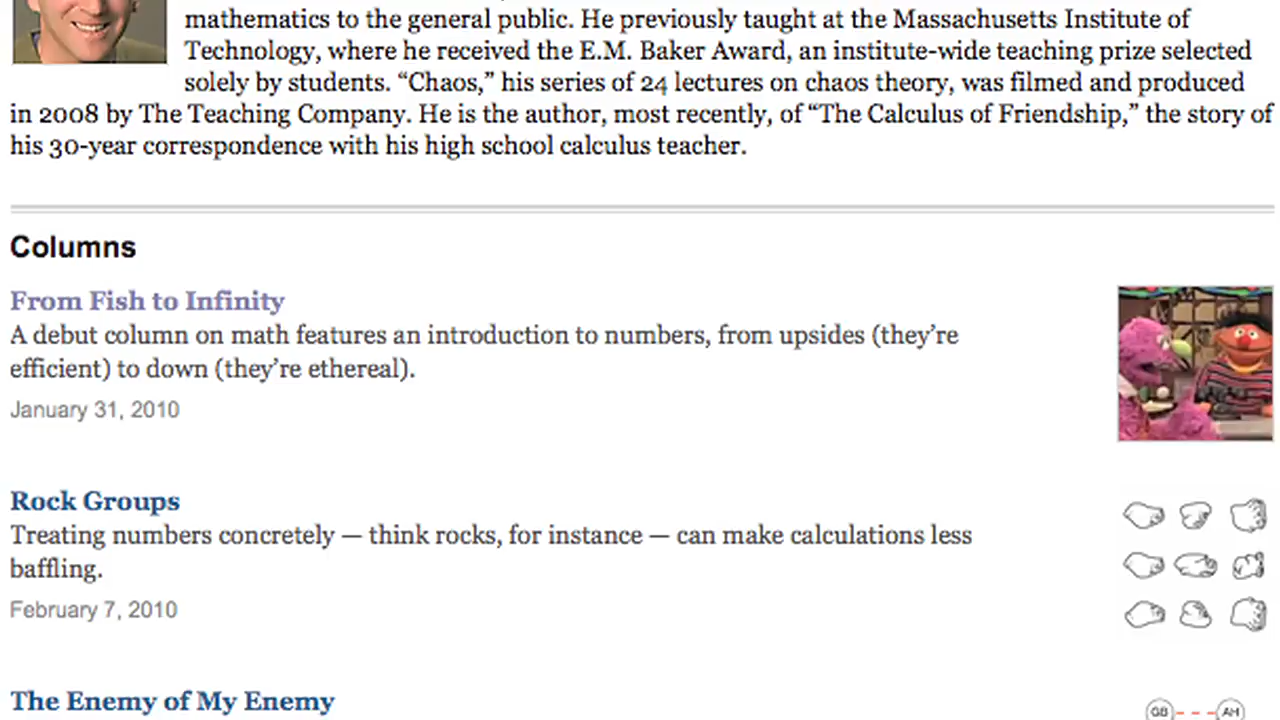 mathematics to the general public. He previously taught at the Massachusetts Institute of
Technology, where he received the E.M. Baker Award, an institute-wide teaching prize selected
solely by students. “Chaos,” his series of 24 lectures on chaos theory, was filmed and produced
in 2008 by The Teaching Company. He is the author, most recently, of “The Calculus of Friendship,” the story of
his 30-year correspondence with his high school calculus teacher.
Columns
From Fish to Infinity
A debut column on math features an introduction to numbers, from upsides (they’re
efficient) to down (they’re ethereal).
January 31, 2010
Rock Groups
Treating numbers concretely — think rocks, for instance — can make calculations less
baffling.
February 7, 2010
The Enemy of My Enemy
GB AH